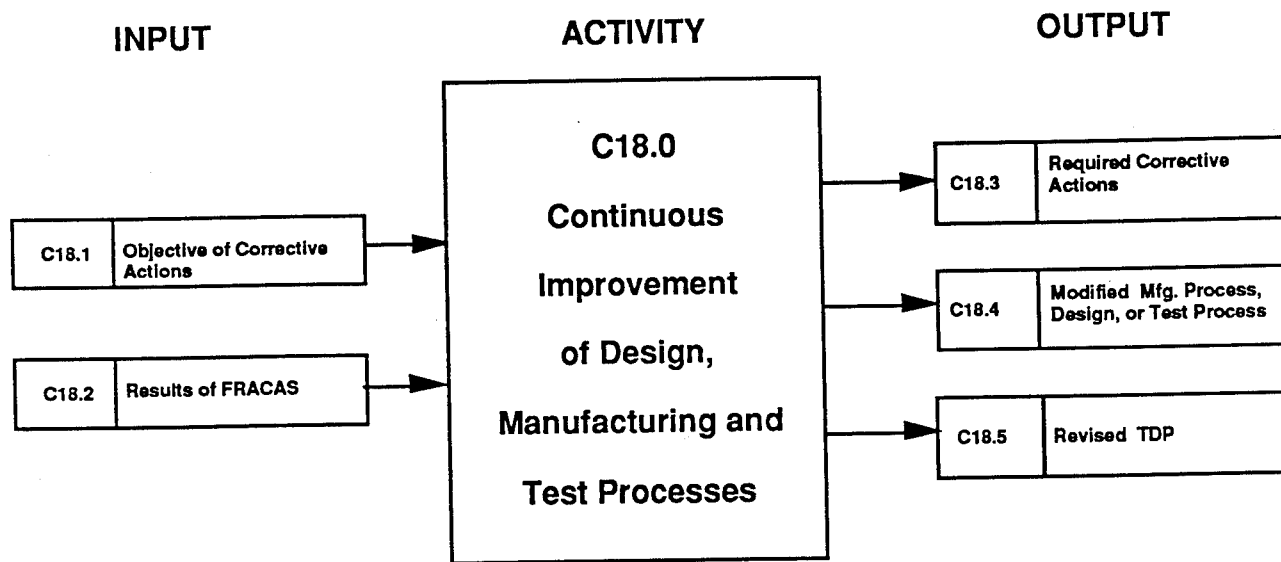 INPUT
ACTIVITY
OUTPUT
C18.1
Objective of Corrective
Actions
C18.2
Results of FRACAS
C18.0
Continuous
Improvement
of Design,
Manufacturing and
Test Processes
C18.3
Required Corrective
Actions
C18.4
Modified Mfg. Process,
Design, or Test Process
C18.5
Revised TDP